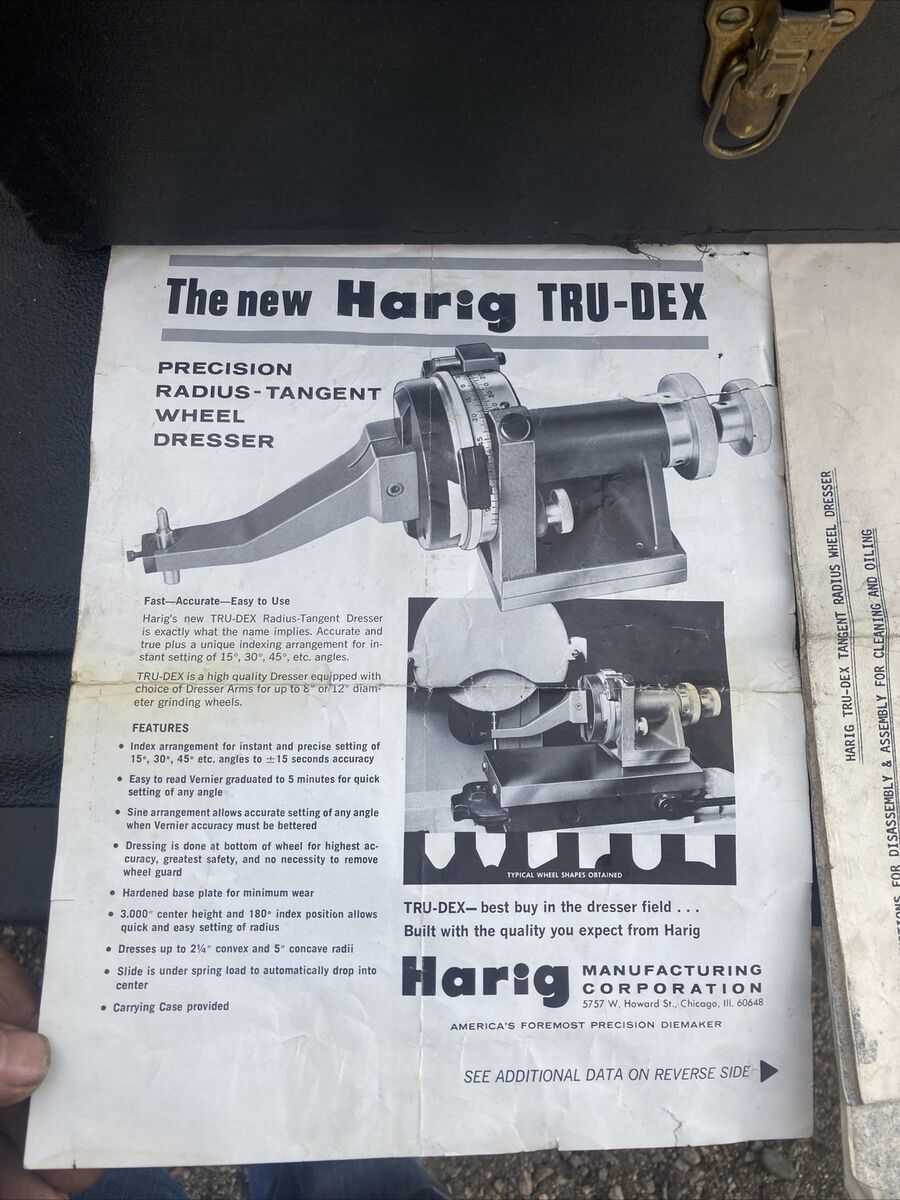 The new Harig TRU-DEX
PRECISION
RADIUS-TANGENT
WHEEL
DRESSER
Fast—Accurate—Easy to Use
Harig's new TRU-DEX Radius-Tangent Dresser
is exactly what the name implies. Accurate and
true plus a unique indexing arrangement for in-
stant setting of 15°, 30°, 45°, etc. angles.
TRU-DEX is a high quality Dresser equipped with
choice of Dresser Arms for up to 8" or 12" diam-
eter grinding wheels.
FEATURES
• Index arrangement for instant and precise setting of
15°, 30°, 45° etc. angles to ±15 seconds accuracy
• Easy to read Vernier graduated to 5 minutes for quick
setting of any angle
• Sine arrangement allows accurate setting of any angle
when Vernier accuracy must be bettered
• Dressing is done at bottom of wheel for highest ac-
curacy, greatest safety, and no necessity to remove
wheel guard
• Hardened base plate for minimum wear
• 3.000" center height and 180° index position allows
quick and easy setting of radius
• Dresses up to 2¼" convex and 5" concave radii
• Slide is under spring load to automatically drop into
center
• Carrying Case provided
TYPICAL WHEEL SHAPES OBTAINED
TRU-DEX— best buy in the dresser field . . .
Built with the quality you expect from Harig
Harig MANUFACTURING
CORPORATION
5757 W. Howard St., Chicago, Ill. 60648
AMERICA'S FOREMOST PRECISION DIEMAKER
SEE ADDITIONAL DATA ON REVERSE SIDE
HARIG TRU-DEX TANGENT RADIUS WHEEL DRESSER
FOR DISASSEMBLY & ASSEMBLY FOR CLEANING AND OILING